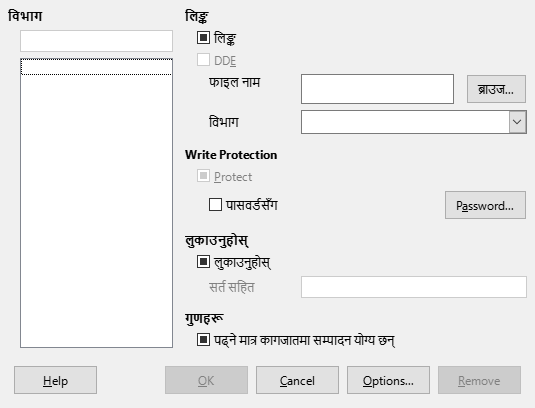 विभाग
लिङ्क
लिङ्क
DDE
फाइल नाम
ब्राउज...
विभाग
Write Protection
Protect
पासवर्डसँग
Password...
लुकाउनुहोस्
लुकाउनुहोस्
सर्त सहित
गुणहरू
पढ्ने मात्र कागजातमा सम्पादन योग्य छन्
Help
OK
Cancel
Options...
Remove